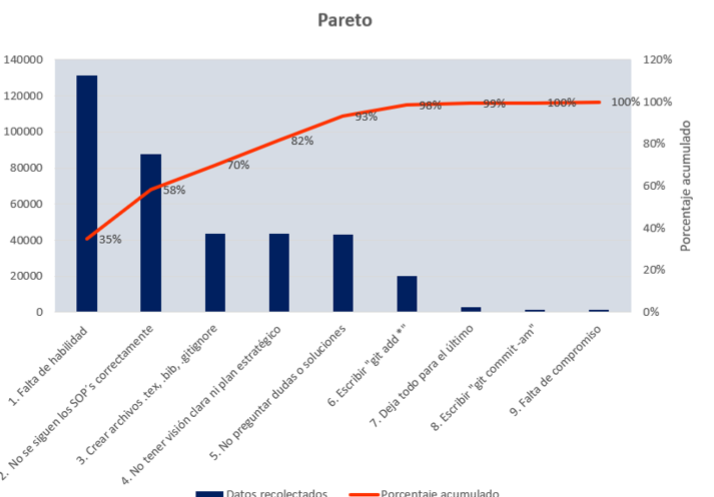 Pareto
140000
120000
100000
80000
60000
40000
20000
0
120%
100%
80%
60%
40%
20%
0%
Porcentaje acumulado
35%
58%
70%
82%
93%
98%
99%
100%
100%
1. Falta de habilidad
2. No se siguen los SOP's correctamente
3. Crear archivos .tex, .bib, .gitignore
4. No tener visión clara ni plan estratégico
5. No preguntar dudas o soluciones
6. Escribir "git add *"
7. Deja todo para el último
8. Escribir "git commit -am"
9. Falta de compromiso
Datos recolectados
Porcentaje acumulado